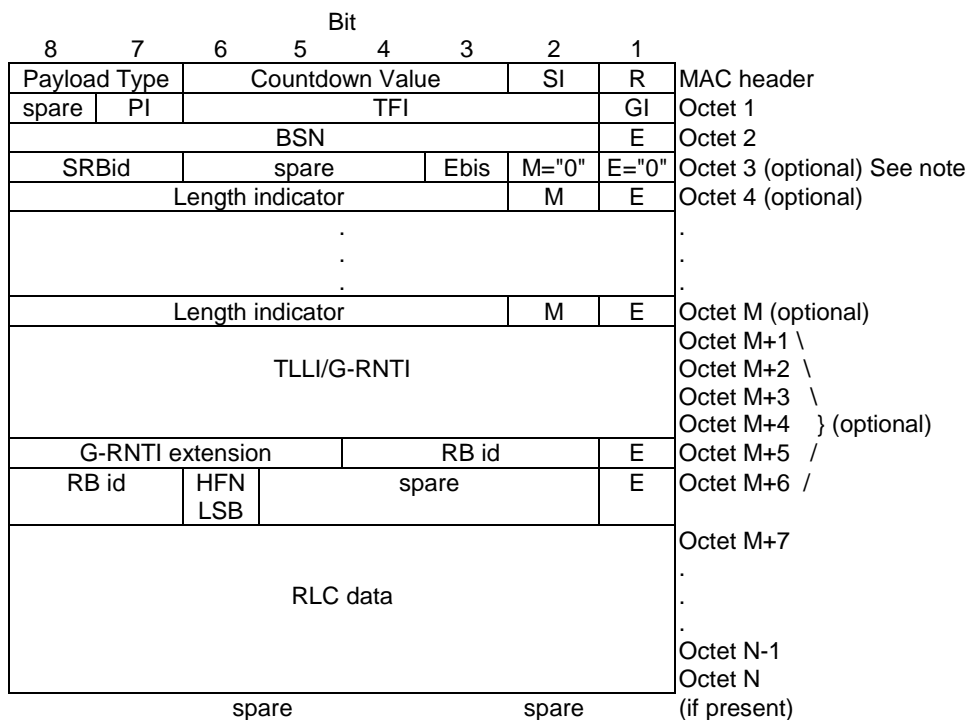 Bit
8 7 6 5 4 3 2 1
Payload Type Countdown Value SI R MAC header
spare PI TFI GI Octet 1
BSN E Octet 2
SRBid spare Ebis M="0" E="0" Octet 3 (optional) See note
Length indicator M E Octet 4 (optional)
. .
. .
. .
Length indicator M E Octet M (optional)
Octet M+1 \
TLLI/G-RNTI Octet M+2 \
Octet M+3 \
Octet M+4 } (optional)
G-RNTI extension RB id E Octet M+5 /
RB id HFN spare E Octet M+6 /
LSB
Octet M+7
.
RLC data .
.
Octet N-1
Octet N
spare spare (if present)